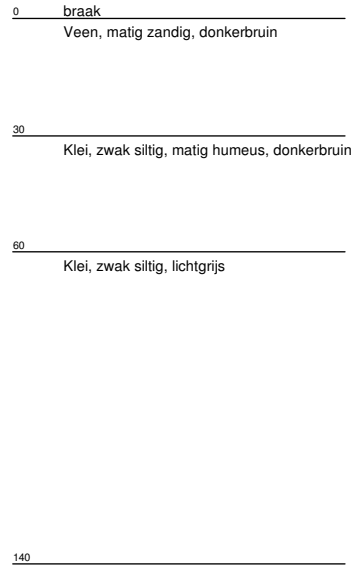 0 braak
Veen, matig zandig, donkerbruin
30
Klei, zwak siltig, matig humeus, donkerbruin
60
Klei, zwak siltig, lichtgrijs
140